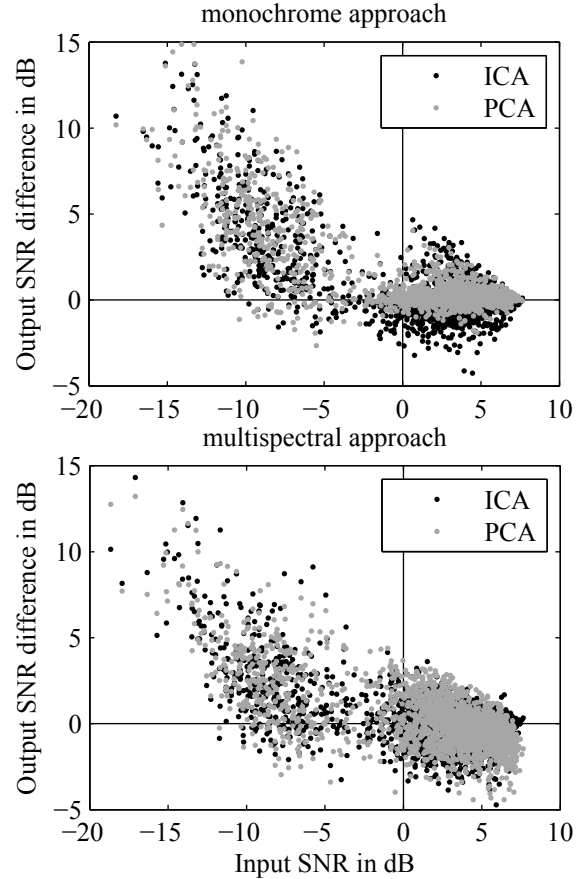 monochrome approach
15
10
5
0
−5
Output SNR difference in dB
ICA
PCA
−20 −15 −10 −5 0 5 10
multispectral approach
15
10
5
0
−5
Output SNR difference in dB
ICA
PCA
−20 −15 −10 −5 0 5 10
Input SNR in dB